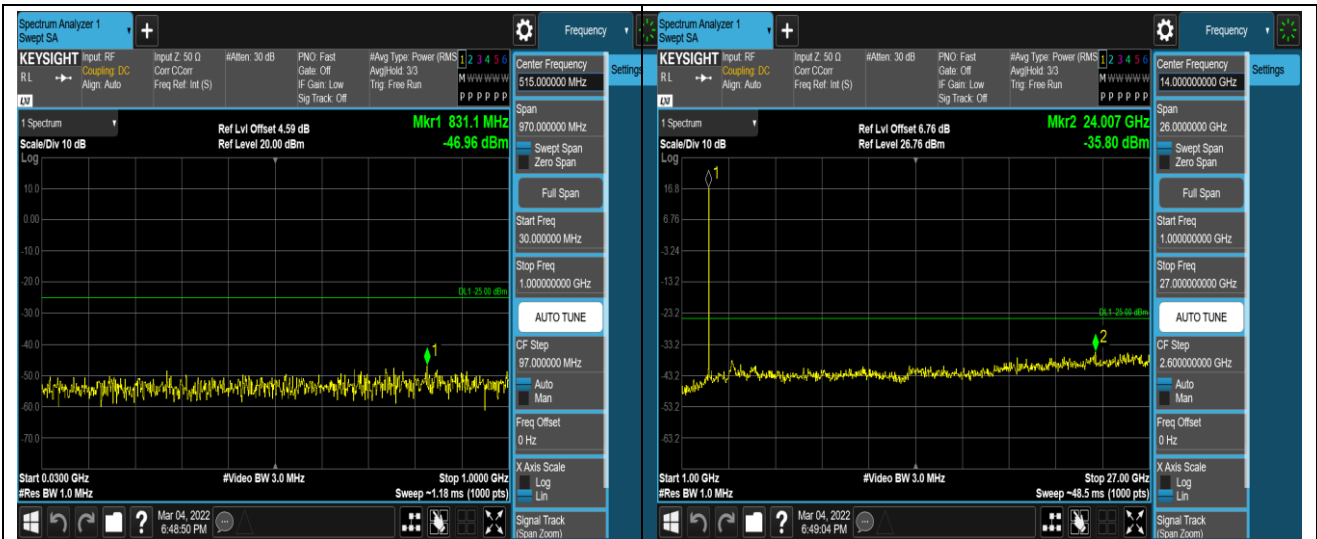 Spectrum Analyzer 1
Swept SA
Frequency
KEYSIGHT
RL
LXI
Input: RF
Coupling: DC
Align: Auto
Input Z: 50 Ω
Corr CCorr
Freq Ref: Int (S)
#Atten: 30 dB
PNO: Fast
Gate: Off
IF Gain: Low
Sig Track: Off
#Avg Type: Power (RMS
Avg|Hold: 3/3
Trig: Free Run
1 2 3 4 5 6
M W W W W W
P P P P P P
Center Frequency
515.000000 MHz
Settings
1 Spectrum
Scale/Div 10 dB
Log
Ref Lvl Offset 4.59 dB
Ref Level 20.00 dBm
Mkr1 831.1 MHz
-46.96 dBm
10.0
0.00
-10.0
-20.0
DL1 -25.00 dBm
-30.0
-40.0
1
-50.0
-60.0
-70.0
Start 0.0300 GHz
#Res BW 1.0 MHz
#Video BW 3.0 MHz
Stop 1.0000 GHz
Sweep ~1.18 ms (1000 pts)
Span
970.000000 MHz
Swept Span
Zero Span
Full Span
Start Freq
30.000000 MHz
Stop Freq
1.000000000 GHz
AUTO TUNE
CF Step
97.000000 MHz
Auto
Man
Freq Offset
0 Hz
X Axis Scale
Log
Lin
Signal Track
(Span Zoom)
?
Mar 04, 2022
6:48:50 PM
Spectrum Analyzer 1
Swept SA
Frequency
KEYSIGHT
RL
LXI
Input: RF
Coupling: DC
Align: Auto
Input Z: 50 Ω
Corr CCorr
Freq Ref: Int (S)
#Atten: 30 dB
PNO: Fast
Gate: Off
IF Gain: Low
Sig Track: Off
#Avg Type: Power (RMS
Avg|Hold: 3/3
Trig: Free Run
1 2 3 4 5 6
M W W W W W
P P P P P P
Center Frequency
14.000000000 GHz
Settings
1 Spectrum
Scale/Div 10 dB
Log
Ref Lvl Offset 6.76 dB
Ref Level 26.76 dBm
Mkr2 24.007 GHz
-35.80 dBm
1
16.8
6.76
-3.24
-13.2
-23.2
DL1 -25.00 dBm
-33.2
2
-43.2
-53.2
-63.2
Start 1.00 GHz
#Res BW 1.0 MHz
#Video BW 3.0 MHz
Stop 27.00 GHz
Sweep ~48.5 ms (1000 pts)
Span
26.0000000 GHz
Swept Span
Zero Span
Full Span
Start Freq
1.000000000 GHz
Stop Freq
27.000000000 GHz
AUTO TUNE
CF Step
2.600000000 GHz
Auto
Man
Freq Offset
0 Hz
X Axis Scale
Log
Lin
Signal Track
(Span Zoom)
?
Mar 04, 2022
6:49:04 PM